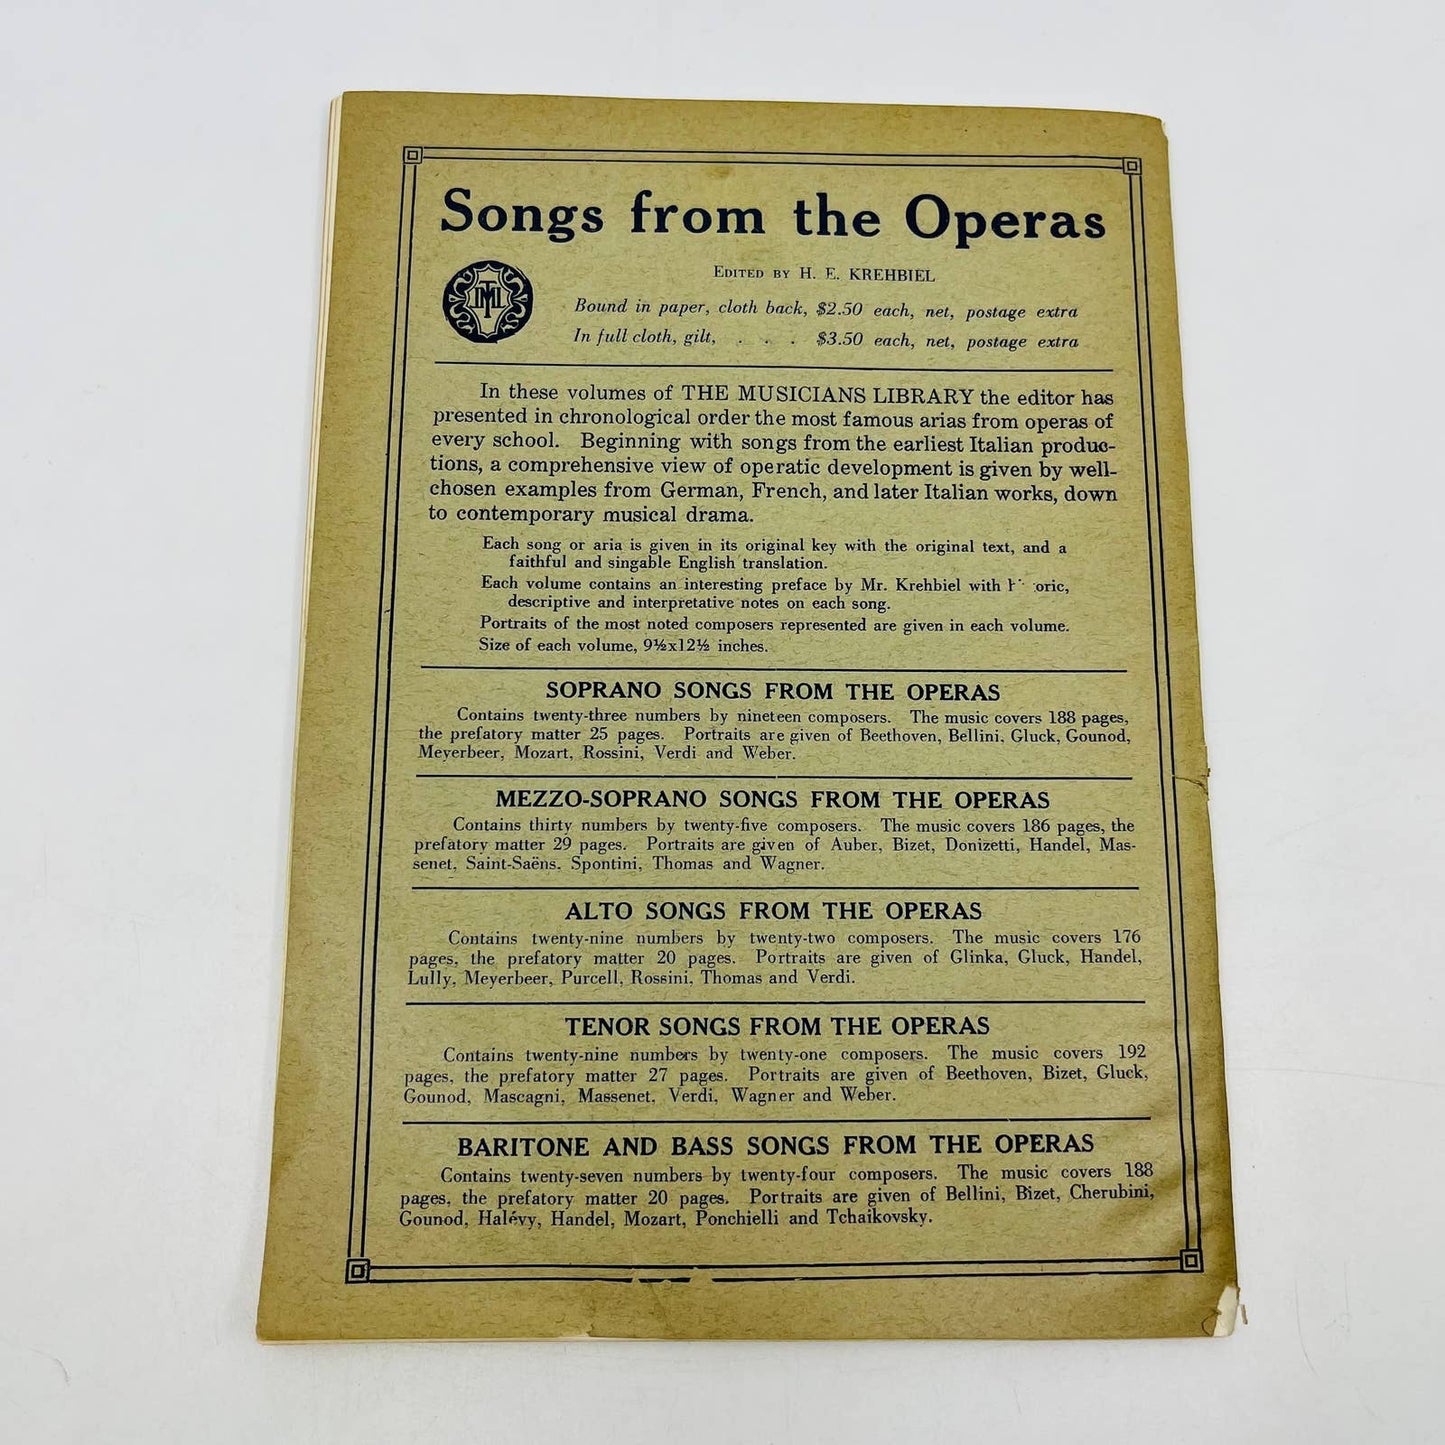 Songs from the Operas
EDITED BY H. E. KREHBIEL
TML
Bound in paper, cloth back, $2.50 each, net, postage extra
In full cloth, gilt, . . . $3.50 each, net, postage extra
In these volumes of THE MUSICIANS LIBRARY the editor has
presented in chronological order the most famous arias from operas of
every school. Beginning with songs from the earliest Italian produc-
tions, a comprehensive view of operatic development is given by well-
chosen examples from German, French, and later Italian works, down
to contemporary musical drama.
Each song or aria is given in its original key with the original text, and a
faithful and singable English translation.
Each volume contains an interesting preface by Mr. Krehbiel with
descriptive and interpretative notes on each song.
Portraits of the most noted composers represented are given in each volume.
Size of each volume, 9½x12½ inches.
SOPRANO SONGS FROM THE OPERAS
Contains twenty-three numbers by nineteen composers. The music covers 188 pages,
the prefatory matter 25 pages. Portraits are given of Beethoven, Bellini, Gluck, Gounod,
Meyerbeer, Mozart, Rossini, Verdi and Weber.
MEZZO-SOPRANO SONGS FROM THE OPERAS
Contains thirty numbers by twenty-five composers. The music covers 186 pages, the
prefatory matter 29 pages. Portraits are given of Auber, Bizet, Donizetti, Handel, Mas-
senet, Saint-Saëns, Spontini, Thomas and Wagner.
ALTO SONGS FROM THE OPERAS
Contains twenty-nine numbers by twenty-two composers. The music covers 176
pages, the prefatory matter 20 pages. Portraits are given of Glinka, Gluck, Handel,
Lully, Meyerbeer, Purcell, Rossini, Thomas and Verdi.
TENOR SONGS FROM THE OPERAS
Contains twenty-nine numbers by twenty-one composers. The music covers 192
pages, the prefatory matter 27 pages. Portraits are given of Beethoven, Bizet, Gluck,
Gounod, Mascagni, Massenet, Verdi, Wagner and Weber.
BARITONE AND BASS SONGS FROM THE OPERAS
Contains twenty-seven numbers by twenty-four composers. The music covers 188
pages, the prefatory matter 20 pages. Portraits are given of Bellini, Bizet, Cherubini,
Gounod, Halévy, Handel, Mozart, Ponchielli and Tchaikovsky.